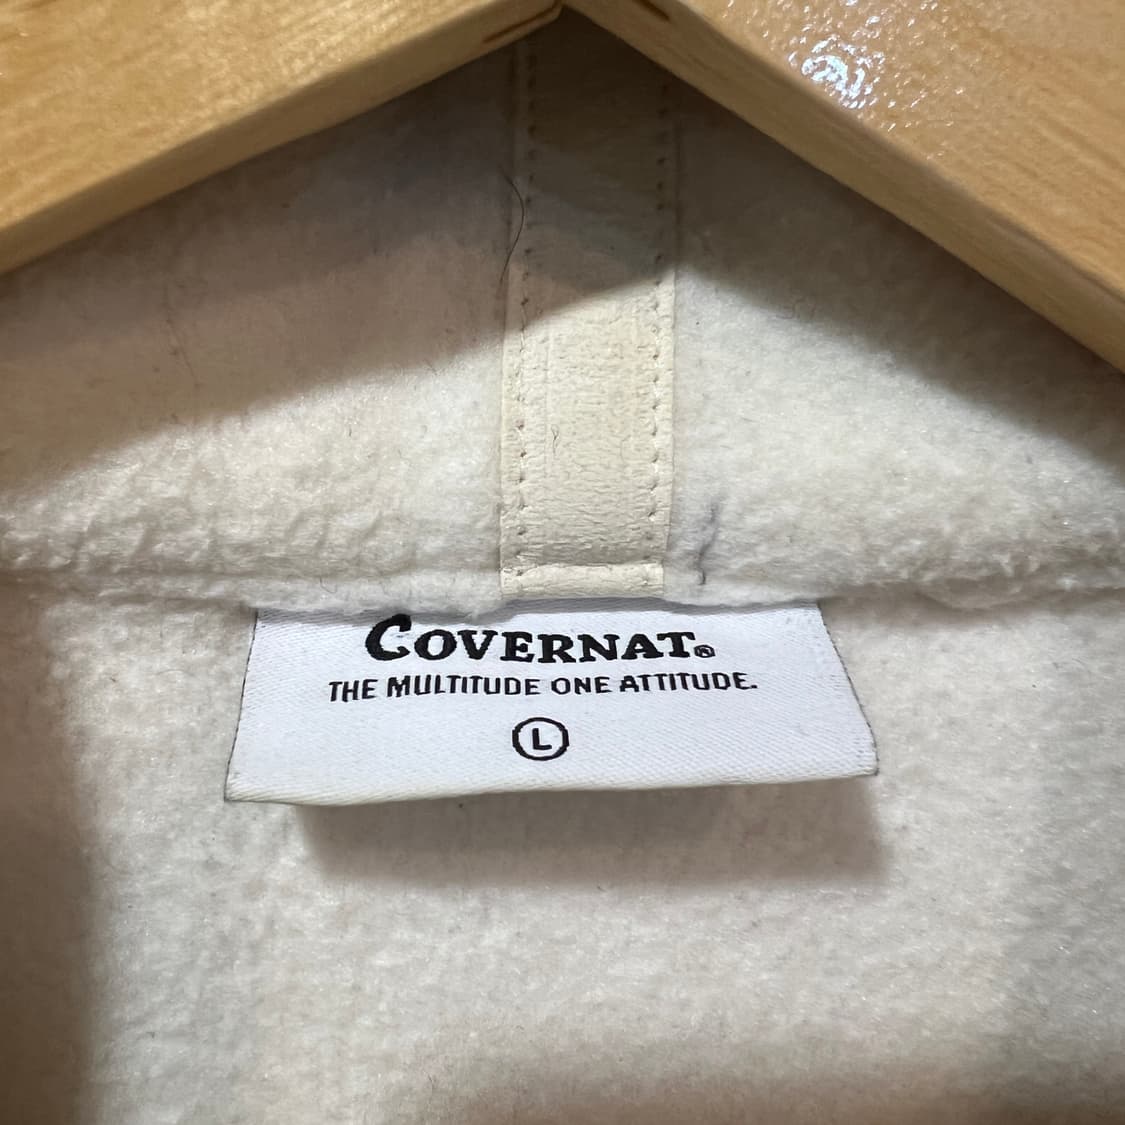 COVERNAT®
THE MULTITUDE ONE ATTITUDE.
L